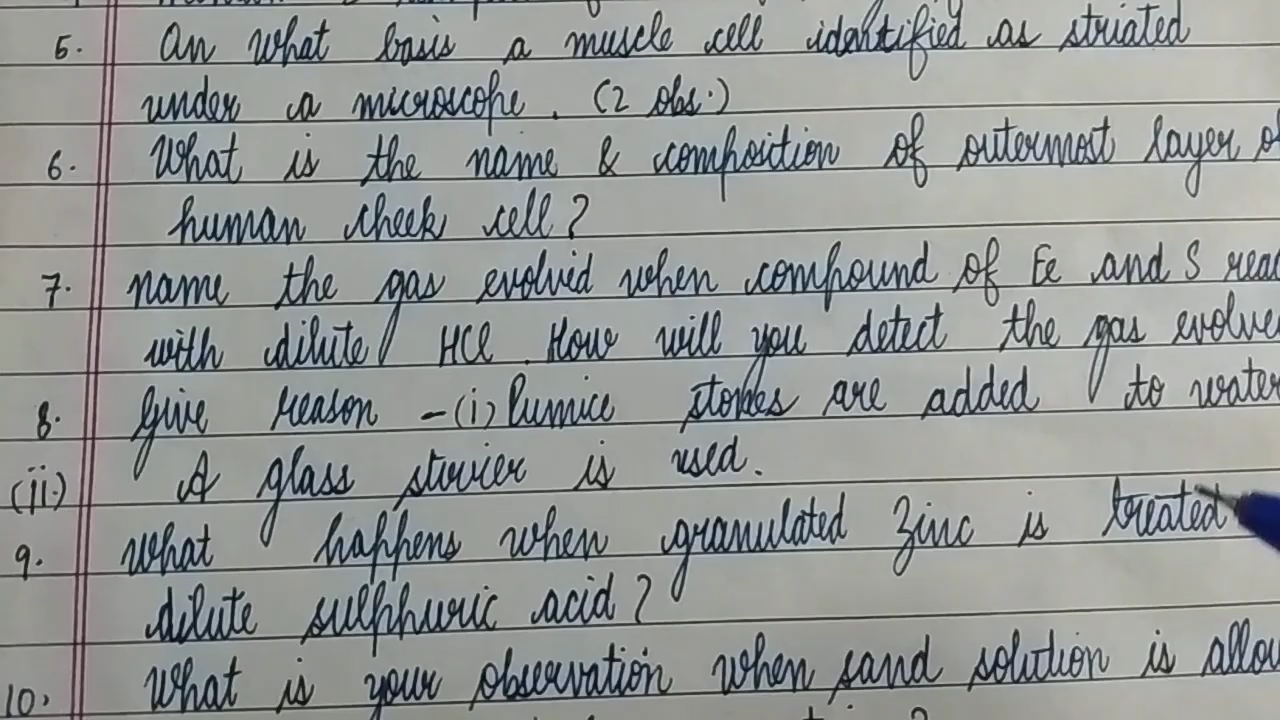 5. On what basis a muscle cell identified as striated
under a microscope. (2 obs.)
6. What is the name & composition of outermost layer of
human cheek cell?
7. name the gas evolved when compound of Fe and S reac
with dilute HCl. How will you detect the gas evolve
8. Give reason -(i) Pumice stones are added to water
(ii.) A glass stirrer is used.
9. What happens when granulated Zinc is treated
dilute sulphuric acid?
10. What is your observation when sand solution is allow